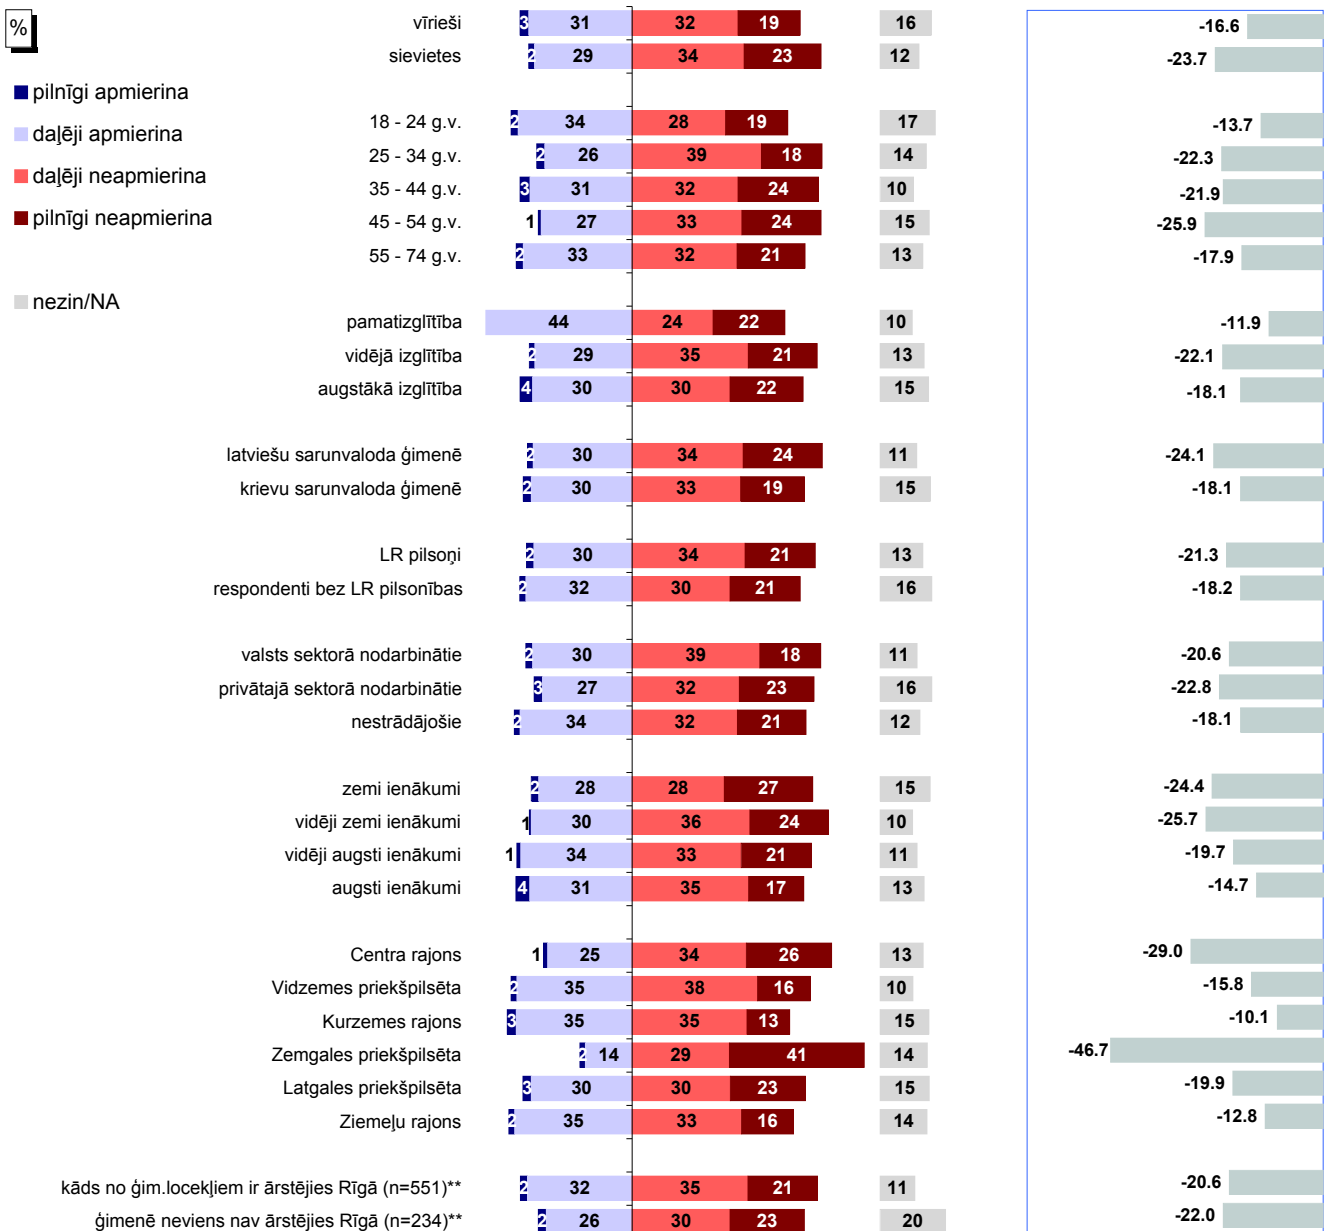 %
pilnīgi apmierina
daļēji apmierina
daļēji neapmierina
pilnīgi neapmierina
nezin/NA
vīrieši 3 31 32 19 16 -16.6
sievietes 2 29 34 23 12 -23.7
18 - 24 g.v. 2 34 28 19 17 -13.7
25 - 34 g.v. 2 26 39 18 14 -22.3
35 - 44 g.v. 3 31 32 24 10 -21.9
45 - 54 g.v. 1 27 33 24 15 -25.9
55 - 74 g.v. 2 33 32 21 13 -17.9
pamatizglītība 44 24 22 10 -11.9
vidējā izglītība 2 29 35 21 13 -22.1
augstākā izglītība 4 30 30 22 15 -18.1
latviešu sarunvaloda ģimenē 2 30 34 24 11 -24.1
krievu sarunvaloda ģimenē 2 30 33 19 15 -18.1
LR pilsoņi 2 30 34 21 13 -21.3
respondenti bez LR pilsonības 2 32 30 21 16 -18.2
valsts sektorā nodarbinātie 2 30 39 18 11 -20.6
privātajā sektorā nodarbinātie 3 27 32 23 16 -22.8
nestrādājošie 2 34 32 21 12 -18.1
zemi ienākumi 2 28 28 27 15 -24.4
vidēji zemi ienākumi 1 30 36 24 10 -25.7
vidēji augsti ienākumi 1 34 33 21 11 -19.7
augsti ienākumi 4 31 35 17 13 -14.7
Centra rajons 1 25 34 26 13 -29.0
Vidzemes priekšpilsēta 2 35 38 16 10 -15.8
Kurzemes rajons 3 35 35 13 15 -10.1
Zemgales priekšpilsēta 2 14 29 41 14 -46.7
Latgales priekšpilsēta 3 30 30 23 15 -19.9
Ziemeļu rajons 2 35 33 16 14 -12.8
kāds no ģim.locekļiem ir ārstējies Rīgā (n=551)** 2 32 35 21 11 -20.6
ģimenē neviens nav ārstējies Rīgā (n=234)** 2 26 30 23 20 -22.0